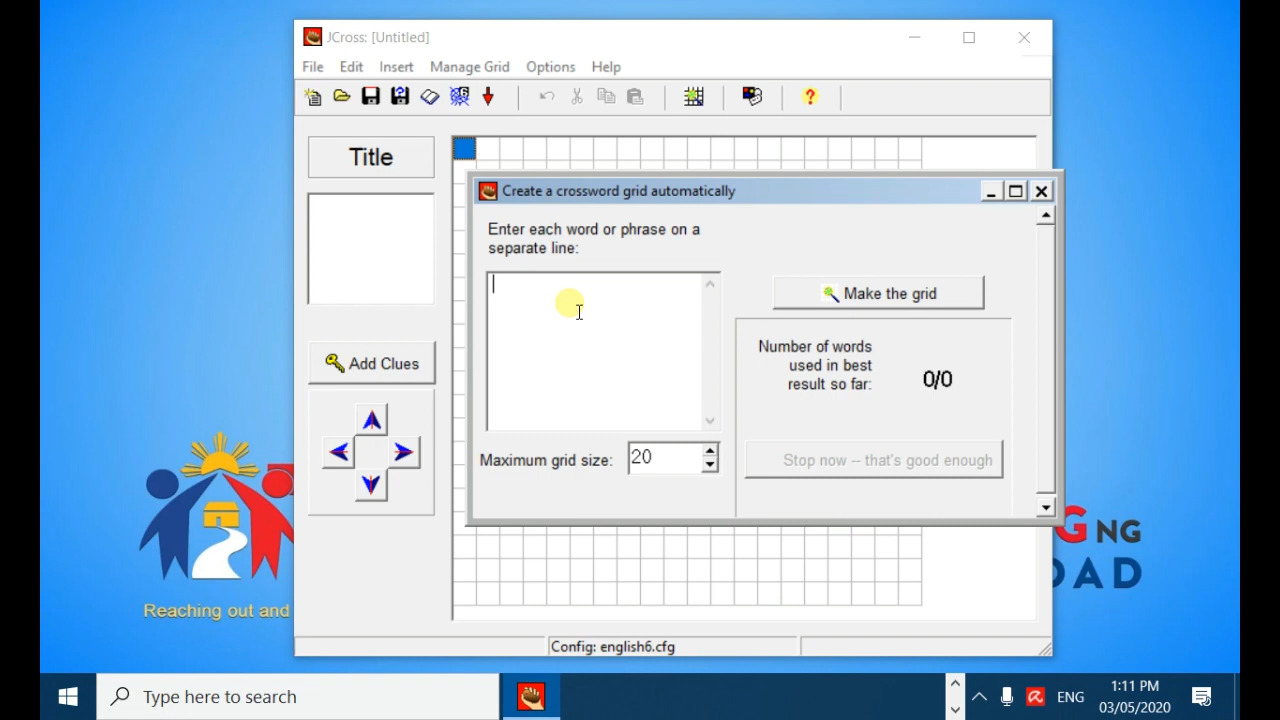 JCross: [Untitled]
File Edit Insert Manage Grid Options Help
Title
Create a crossword grid automatically
Enter each word or phrase on a
separate line:
Make the grid
Number of words
used in best
result so far:
0/0
Add Clues
Maximum grid size: 20
Stop now -- that's good enough
G NG
DAD
Reaching out and
Config: english6.cfg
Type here to search
ENG
1:11 PM
03/05/2020